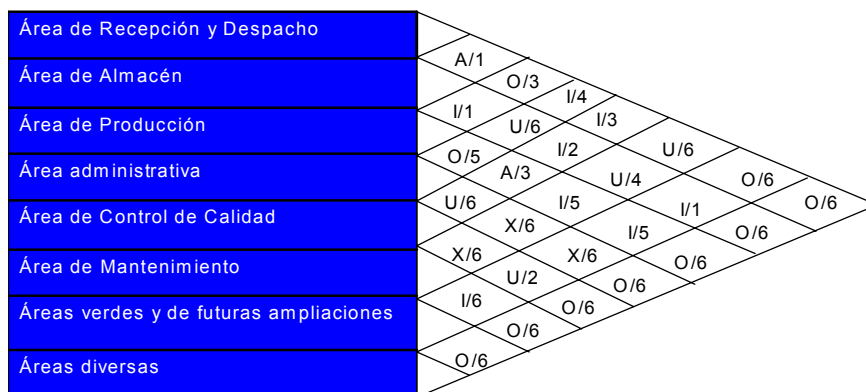 Área de Recepción y Despacho
A/1
Área de Almacén
O/3
I/4
I/1
I/3
Área de Producción
U/6
I/2
U/6
O/5
Área administrativa
A/3
U/4
O/6
U/6
I/5
I/1
O/6
Área de Control de Calidad
X/6
I/5
O/6
X/6
X/6
O/6
Área de Mantenimiento
U/2
O/6
I/6
O/6
Áreas verdes y de futuras ampliaciones
O/6
O/6
Áreas diversas